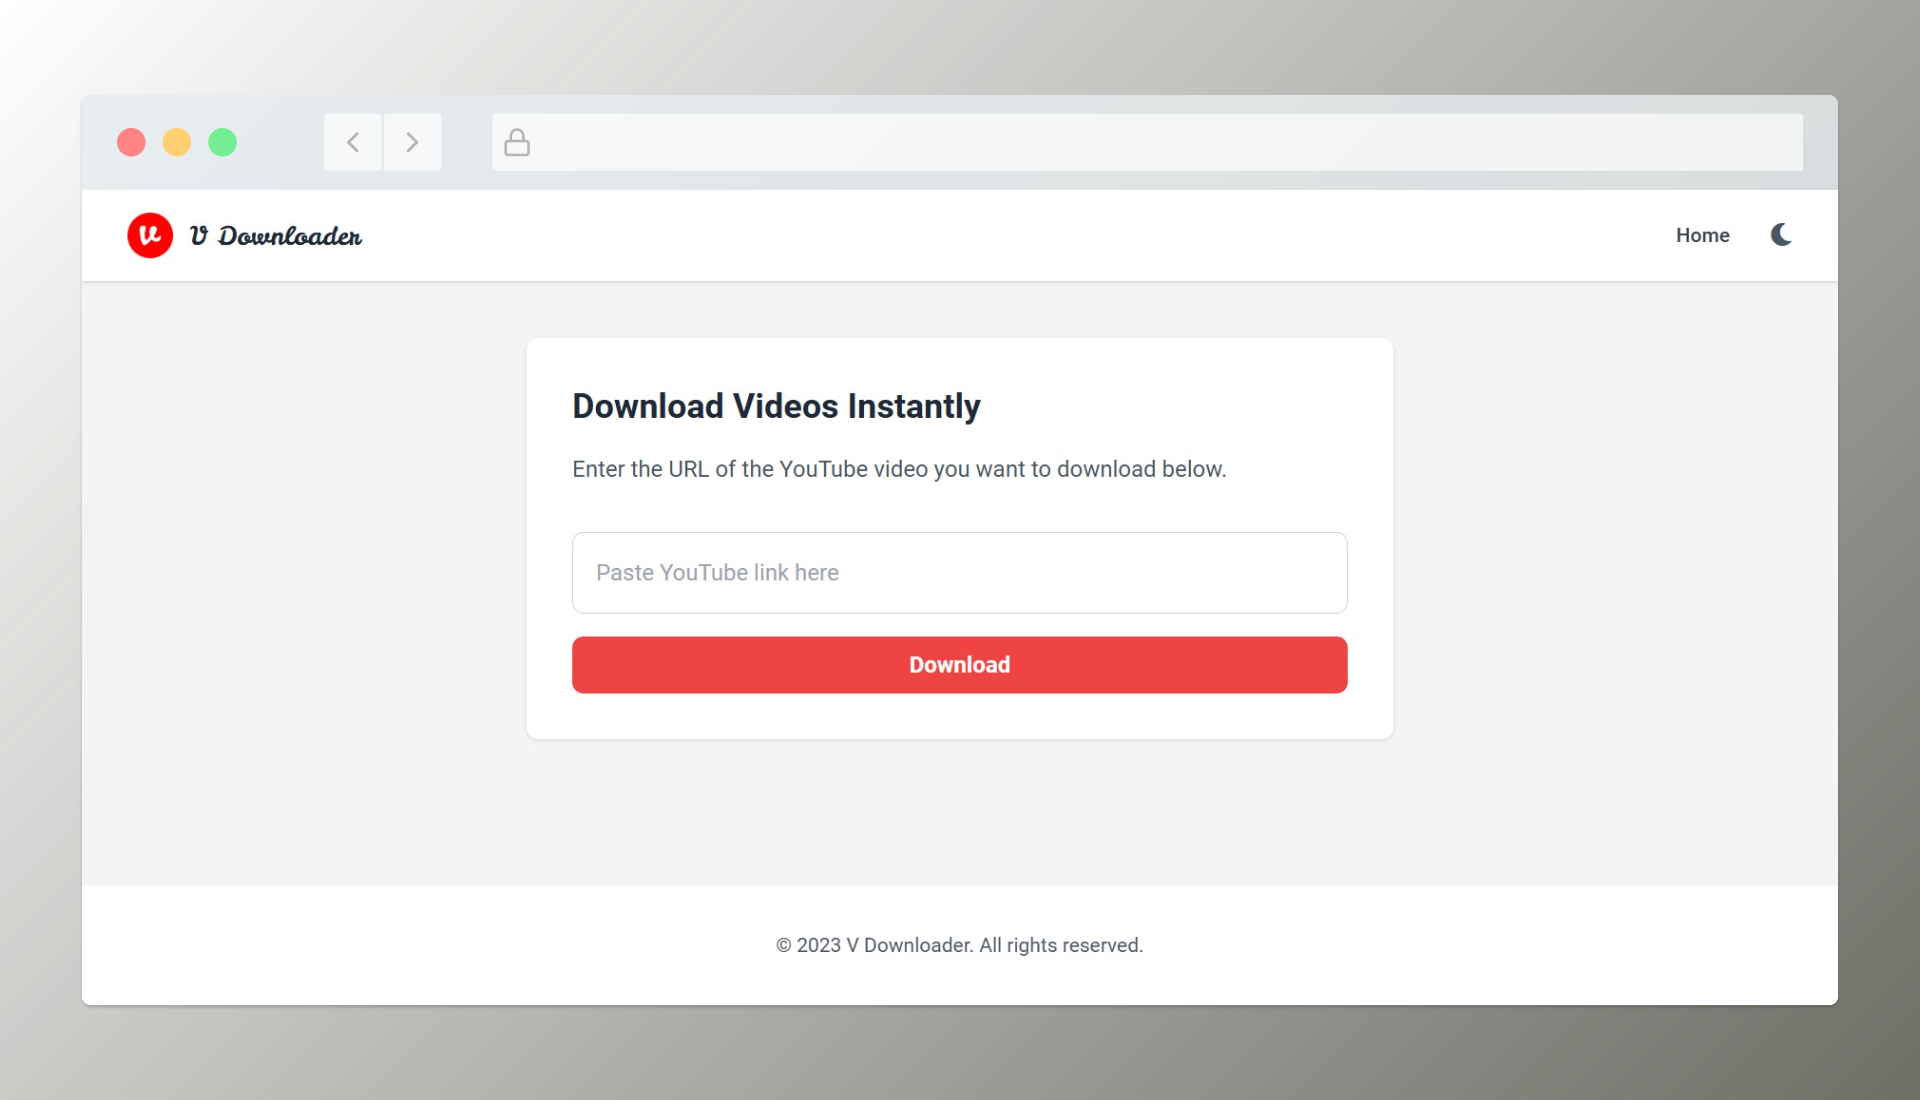 V Downloader
Home
Download Videos Instantly
Enter the URL of the YouTube video you want to download below.
Paste YouTube link here
Download
© 2023 V Downloader. All rights reserved.